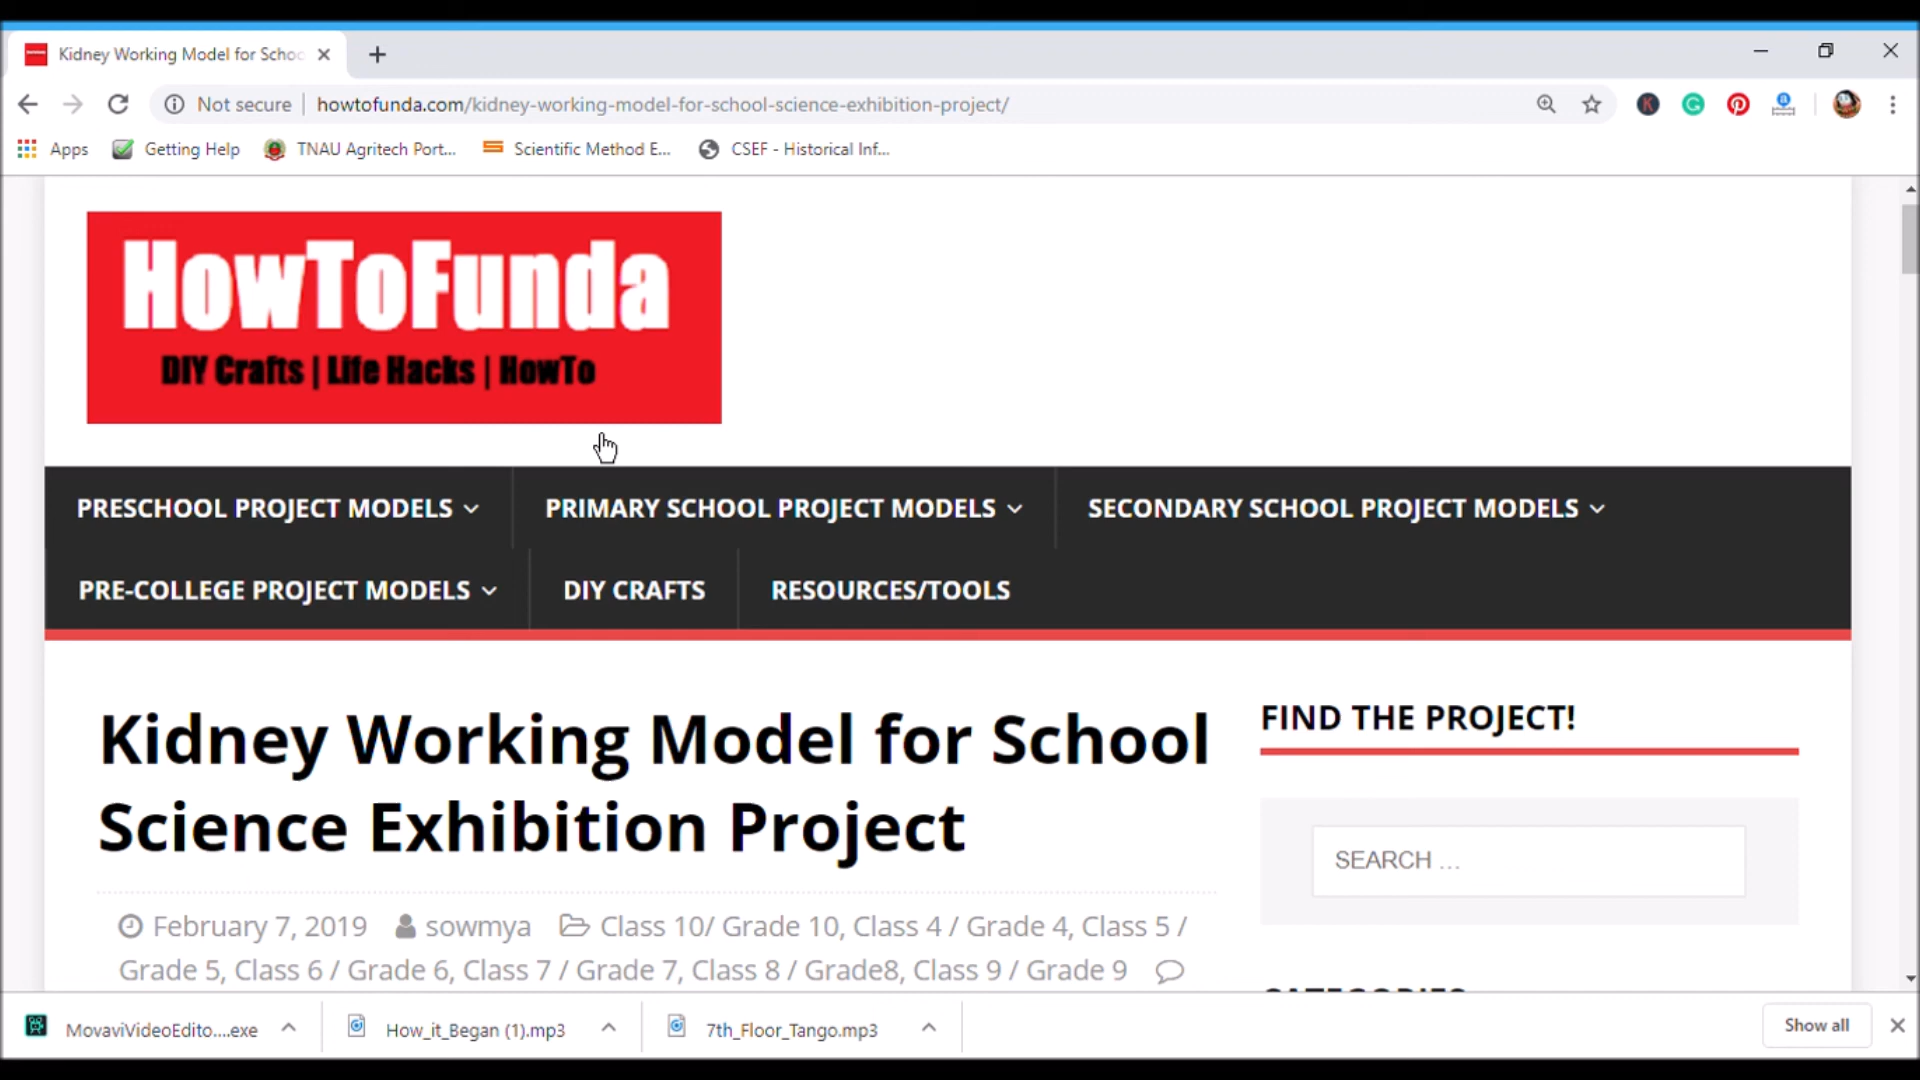 Kidney Working Model for Schoo
Not secure
howtofunda.com/kidney-working-model-for-school-science-exhibition-project/
Apps
Getting Help
TNAU Agritech Port...
Scientific Method E...
CSEF - Historical Inf...
HowToFunda
DIY Crafts | Life Hacks | HowTo
PRESCHOOL PROJECT MODELS
PRIMARY SCHOOL PROJECT MODELS
SECONDARY SCHOOL PROJECT MODELS
PRE-COLLEGE PROJECT MODELS
DIY CRAFTS
RESOURCES/TOOLS
Kidney Working Model for School
Science Exhibition Project
February 7, 2019 sowmya Class 10/ Grade 10, Class 4 / Grade 4, Class 5 /
Grade 5, Class 6 / Grade 6, Class 7 / Grade 7, Class 8 / Grade8, Class 9 / Grade 9
FIND THE PROJECT!
SEARCH …
MovaviVideoEdito....exe
How_it_Began (1).mp3
7th_Floor_Tango.mp3
Show all